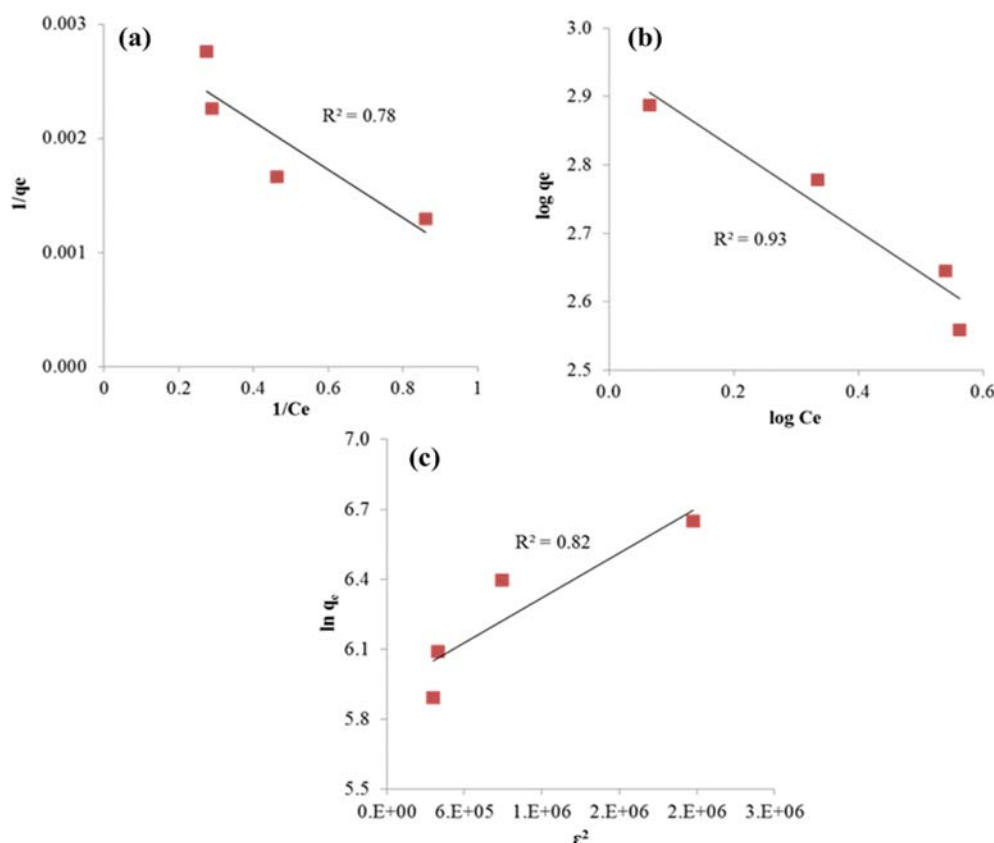 (a)
0.003
0.002
0.001
0.000
1/qe
R² = 0.78
0
0.2
0.4
0.6
0.8
1
1/Ce
(b)
3.0
2.9
2.8
2.7
2.6
2.5
log qe
R² = 0.93
0.0
0.2
0.4
0.6
log Ce
(c)
7.0
6.7
6.4
6.1
5.8
5.5
ln qₑ
R² = 0.82
0.E+00
6.E+05
1.E+06
2.E+06
2.E+06
3.E+06
ε²